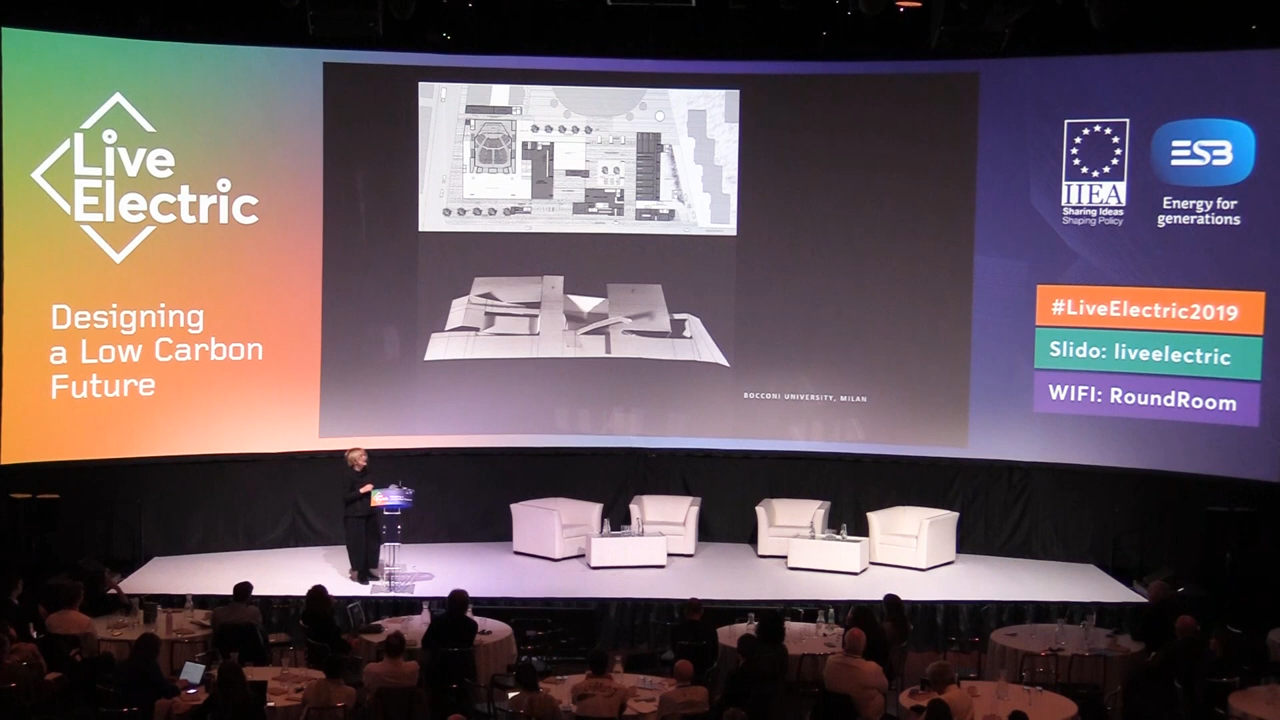 Live
Electric
Designing
a Low Carbon
Future
BOCCONI UNIVERSITY, MILAN
IIEA
Sharing Ideas
Shaping Policy
ESB
Energy for
generations
#LiveElectric2019
Slido: liveelectric
WIFI: RoundRoom